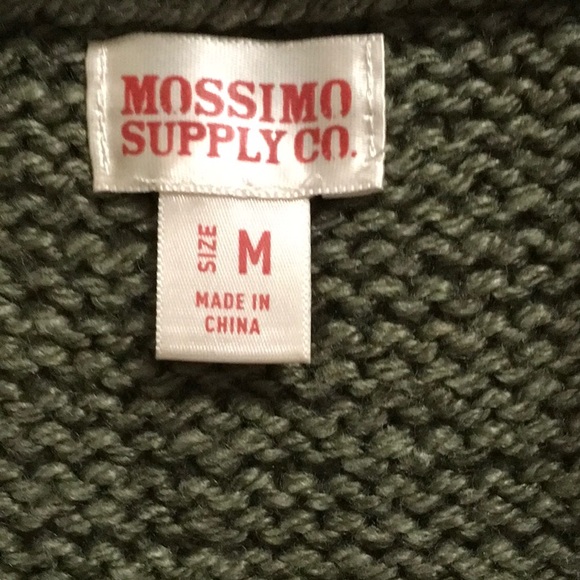 MOSSIMO
SUPPLY CO.
SIZE M
MADE IN
CHINA